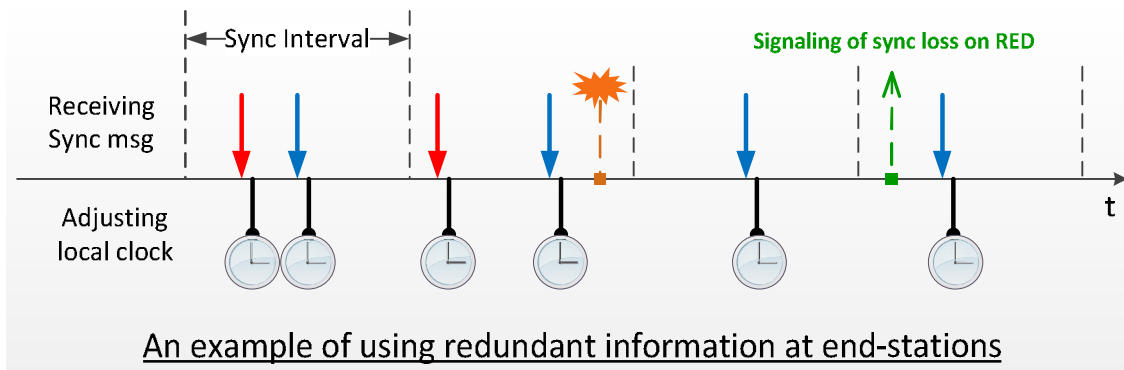 Sync Interval
Signaling of sync loss on RED
Receiving
Sync msg
t
Adjusting
local clock
An example of using redundant information at end-stations